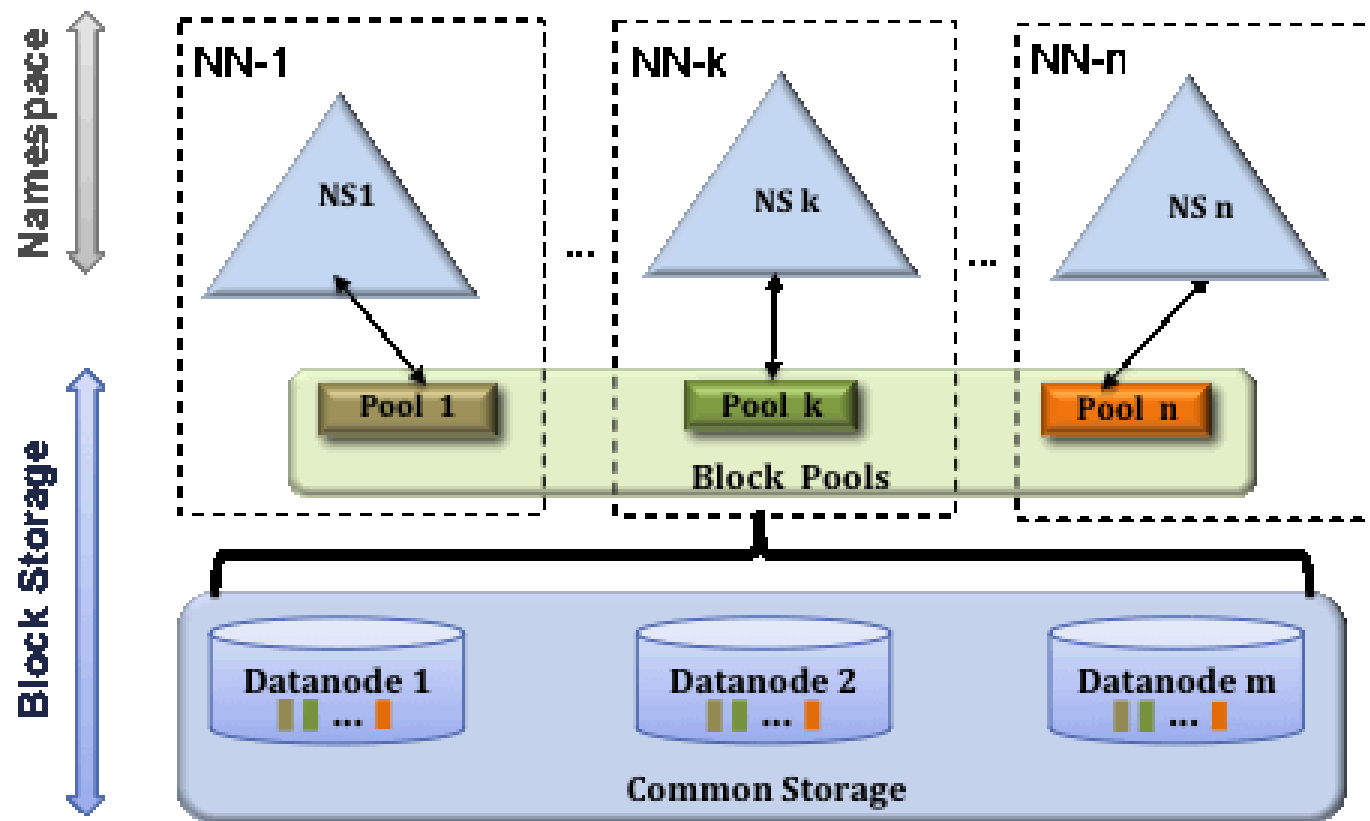 Namespace
NN-1
NN-k
NN-n
NS1
NS k
NS n
...
...
Pool 1
Pool k
Pool n
Block Pools
Block Storage
Datanode 1
...
Datanode 2
...
Datanode m
...
Common Storage